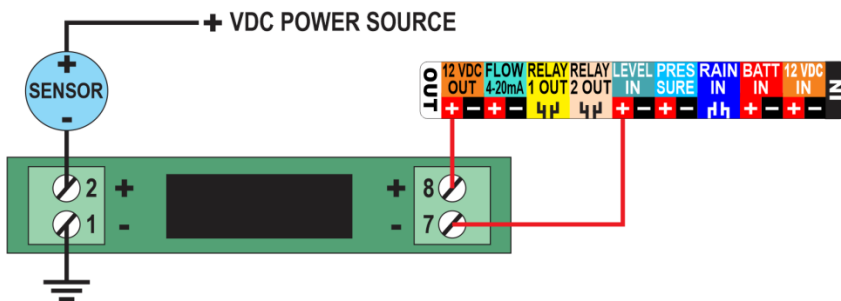 + VDC POWER SOURCE
+
SENSOR
-
OUT
12 VDC OUT
+ -
FLOW 4-20mA
+ -
RELAY 1 OUT
RELAY 2 OUT
LEVEL IN
+ -
PRES SURE
+ -
RAIN IN
BATT IN
+ -
12 VDC IN
+ -
IN
2 +
1 -
+ 8
- 7